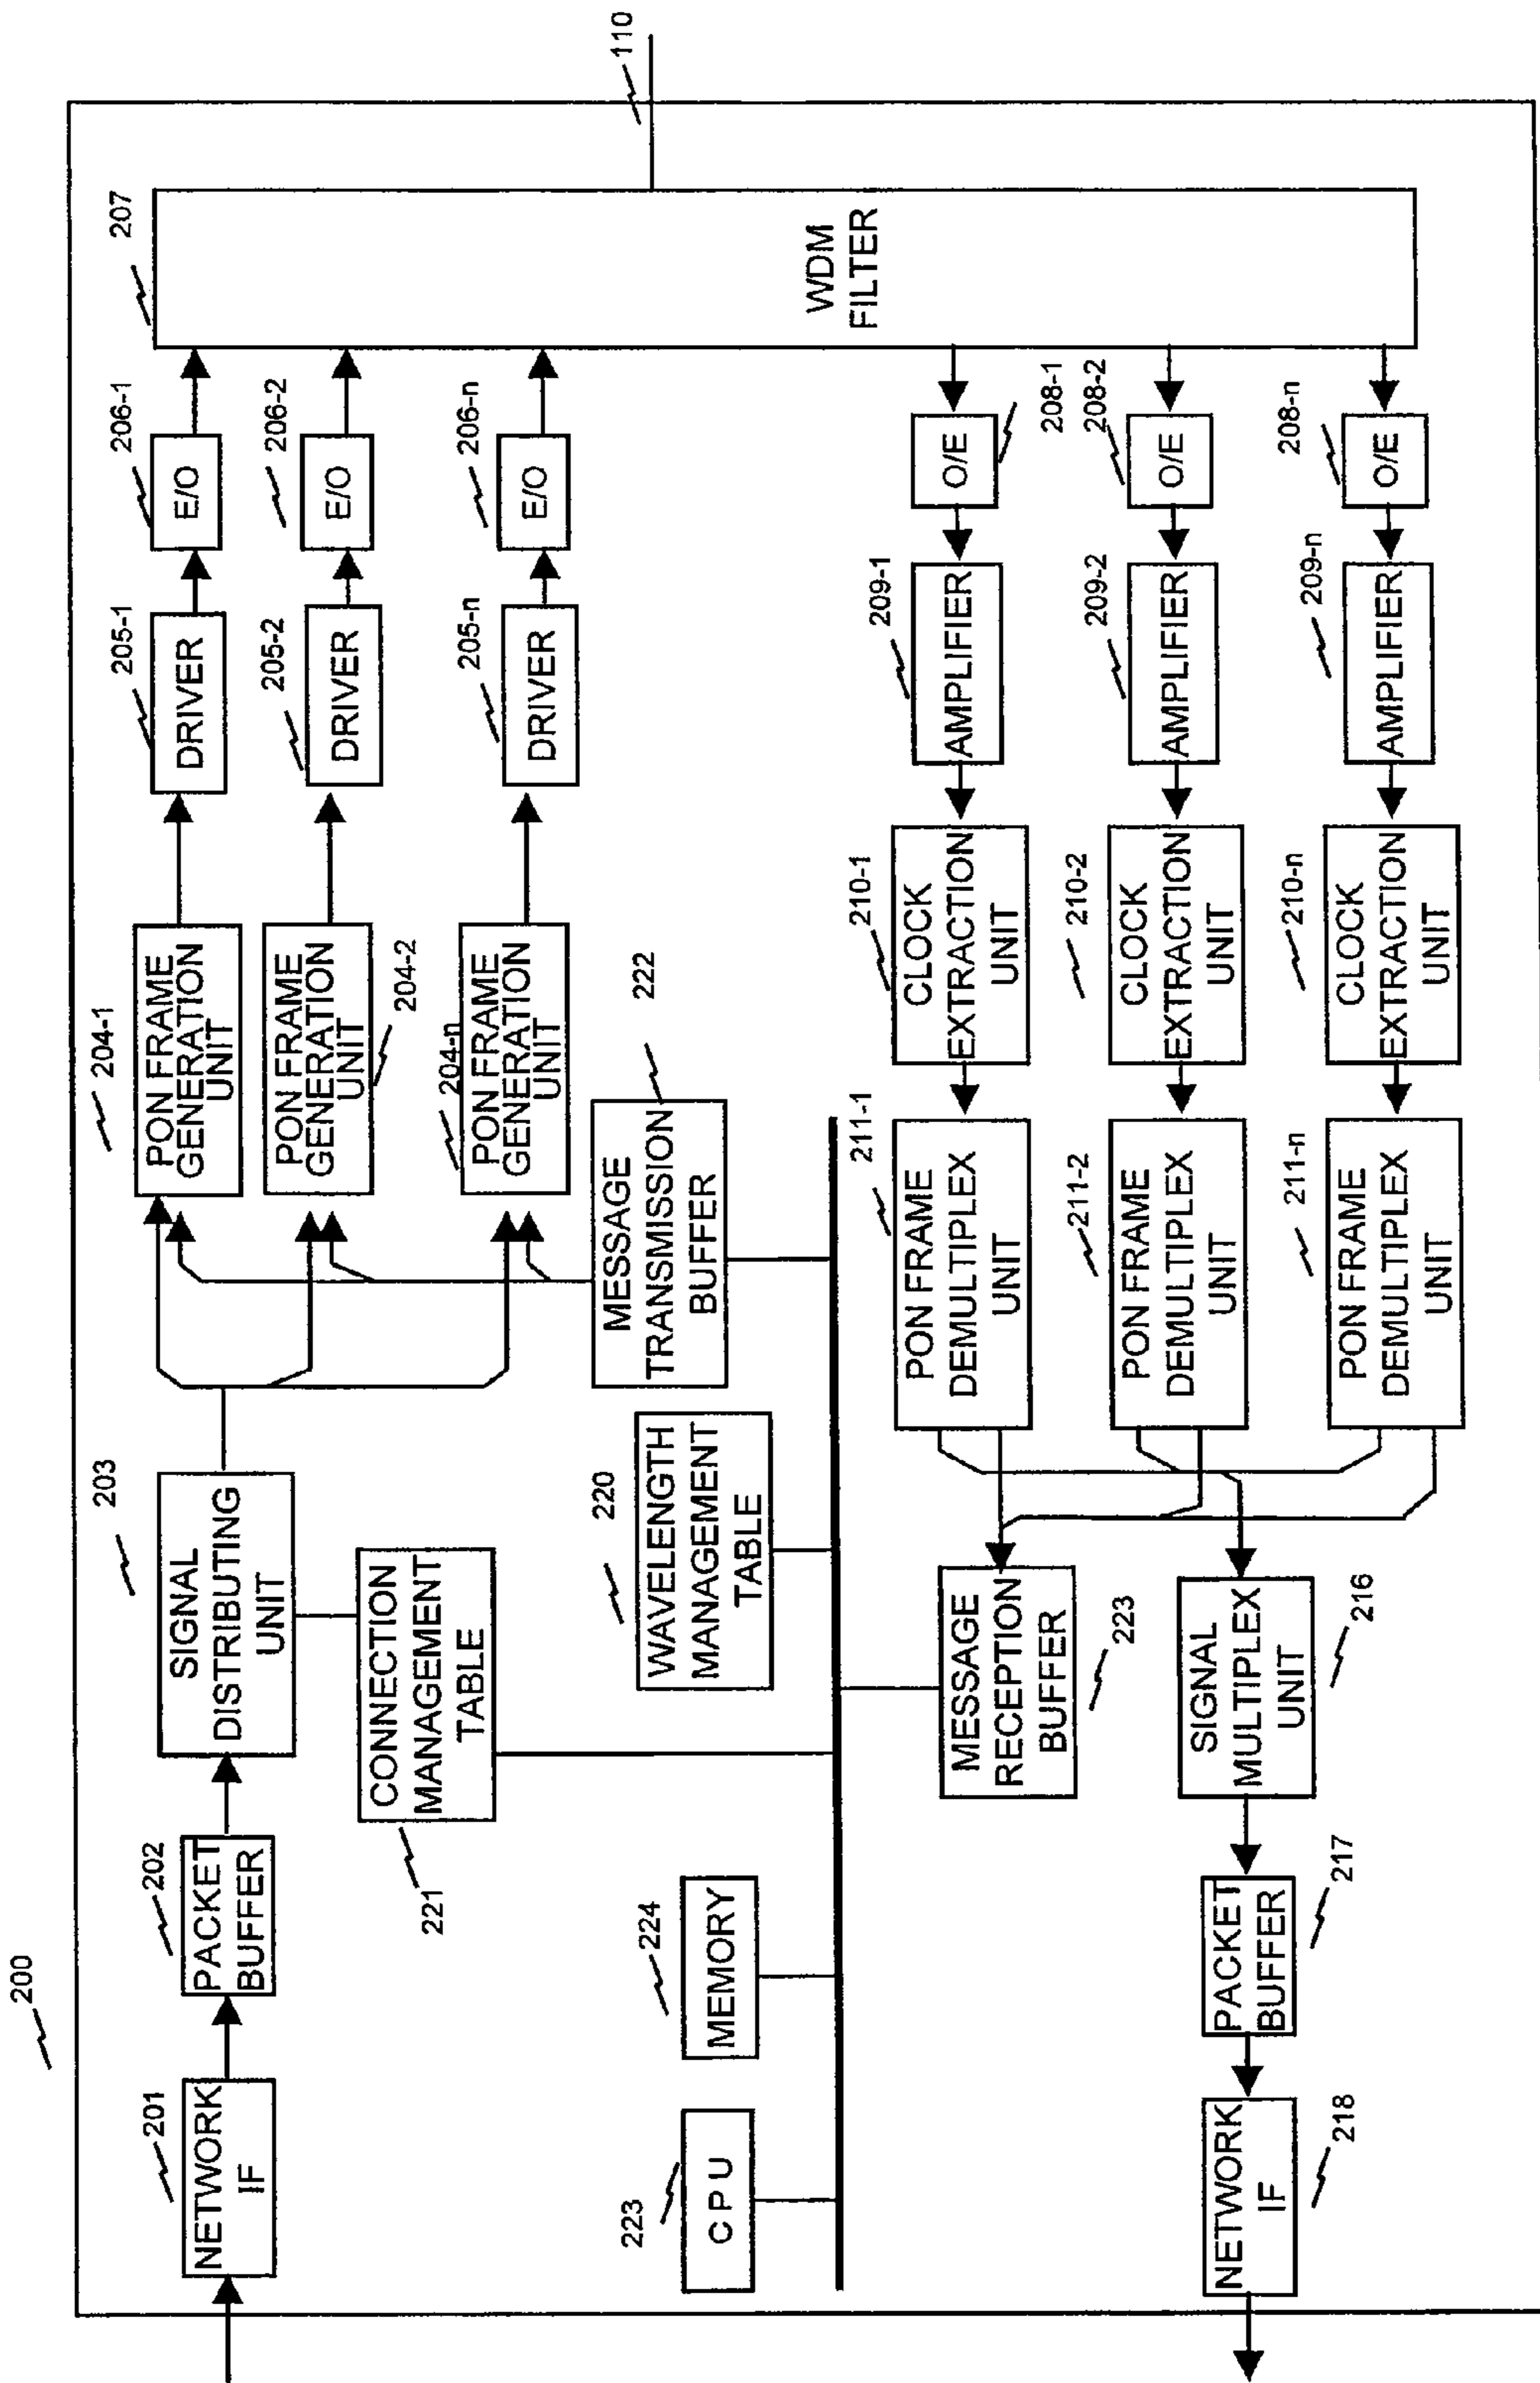 200
201
NETWORK
IF
202
PACKET
BUFFER
203
SIGNAL
DISTRIBUTING
UNIT
221
CONNECTION
MANAGEMENT
TABLE
204-1
PON FRAME
GENERATION
UNIT
205-1
DRIVER
206-1
E/O
204-2
PON FRAME
GENERATION
UNIT
205-2
DRIVER
206-2
E/O
204-n
PON FRAME
GENERATION
UNIT
205-n
DRIVER
206-n
E/O
207
WDM
FILTER
110
223
CPU
224
MEMORY
220
WAVELENGTH
MANAGEMENT
TABLE
222
MESSAGE
TRANSMISSION
BUFFER
208-1
O/E
209-1
AMPLIFIER
210-1
CLOCK
EXTRACTION
UNIT
211-1
PON FRAME
DEMULTIPLEX
UNIT
208-2
O/E
209-2
AMPLIFIER
210-2
CLOCK
EXTRACTION
UNIT
211-2
PON FRAME
DEMULTIPLEX
UNIT
208-n
O/E
209-n
AMPLIFIER
210-n
CLOCK
EXTRACTION
UNIT
211-n
PON FRAME
DEMULTIPLEX
UNIT
MESSAGE
RECEPTION
BUFFER
223
SIGNAL
MULTIPLEX
UNIT
216
PACKET
BUFFER
217
NETWORK
IF
218